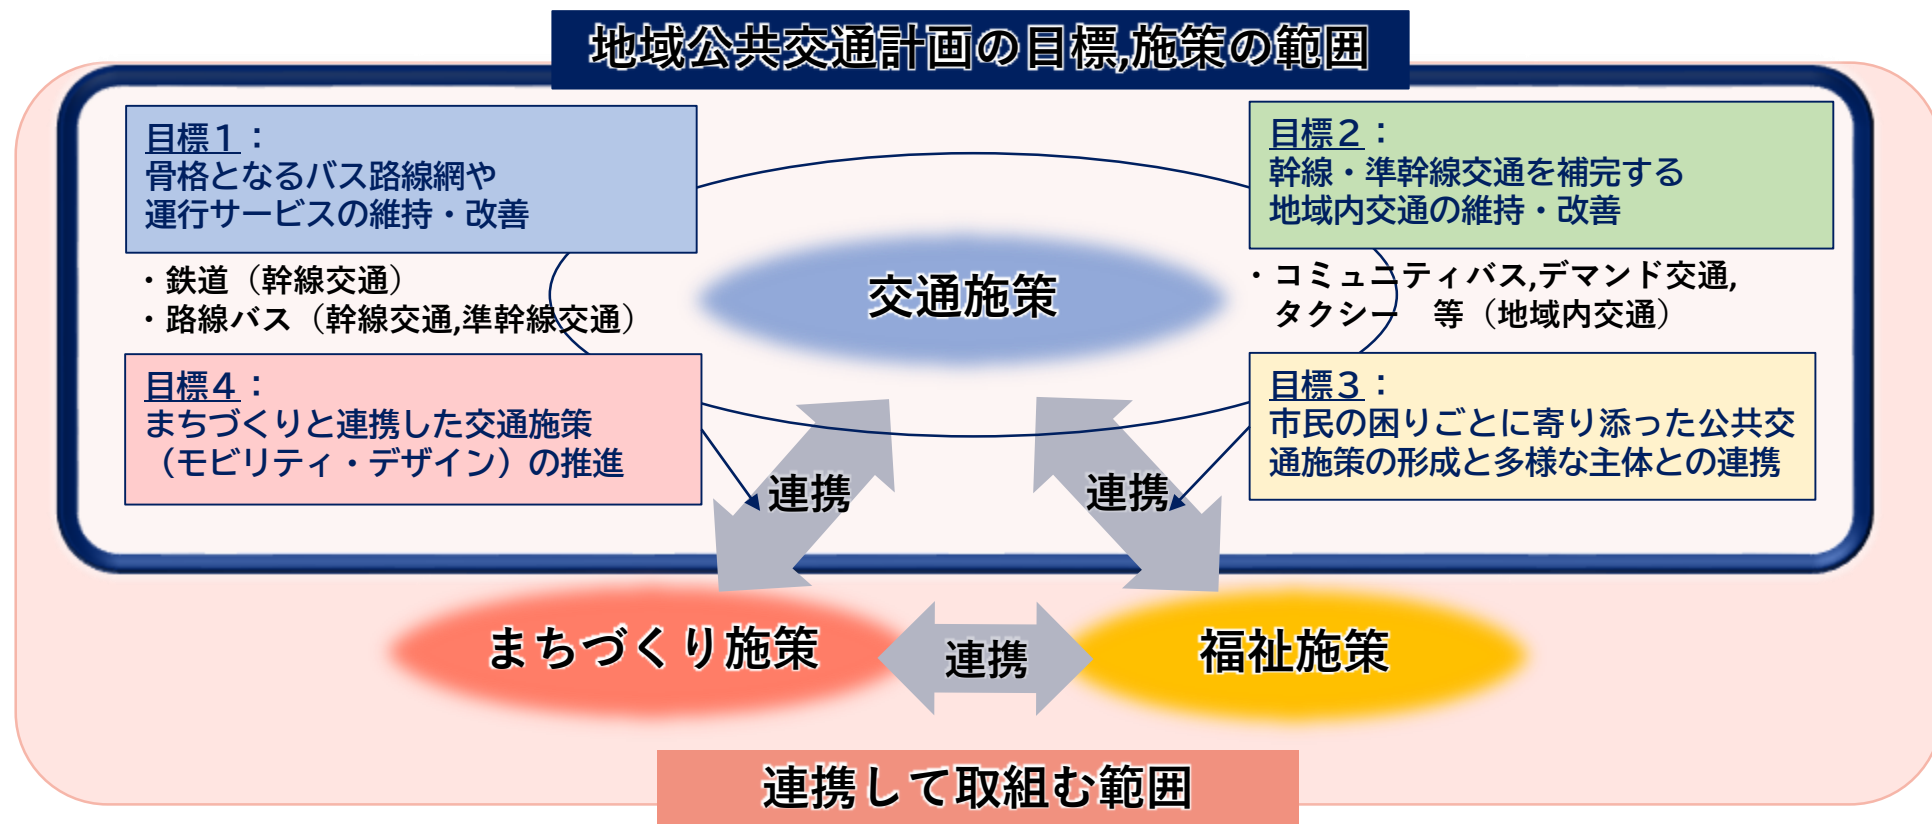 地域公共交通計画の目標,施策の範囲
目標１：
骨格となるバス路線網や
運行サービスの維持・改善
・鉄道（幹線交通）
・路線バス（幹線交通,準幹線交通）
目標２：
幹線・準幹線交通を補完する
地域内交通の維持・改善
・コミュニティバス,デマンド交通,
タクシー　等（地域内交通）
交通施策
目標４：
まちづくりと連携した交通施策
（モビリティ・デザイン）の推進
目標３：
市民の困りごとに寄り添った公共交
通施策の形成と多様な主体との連携
連携
連携
まちづくり施策
連携
福祉施策
連携して取組む範囲